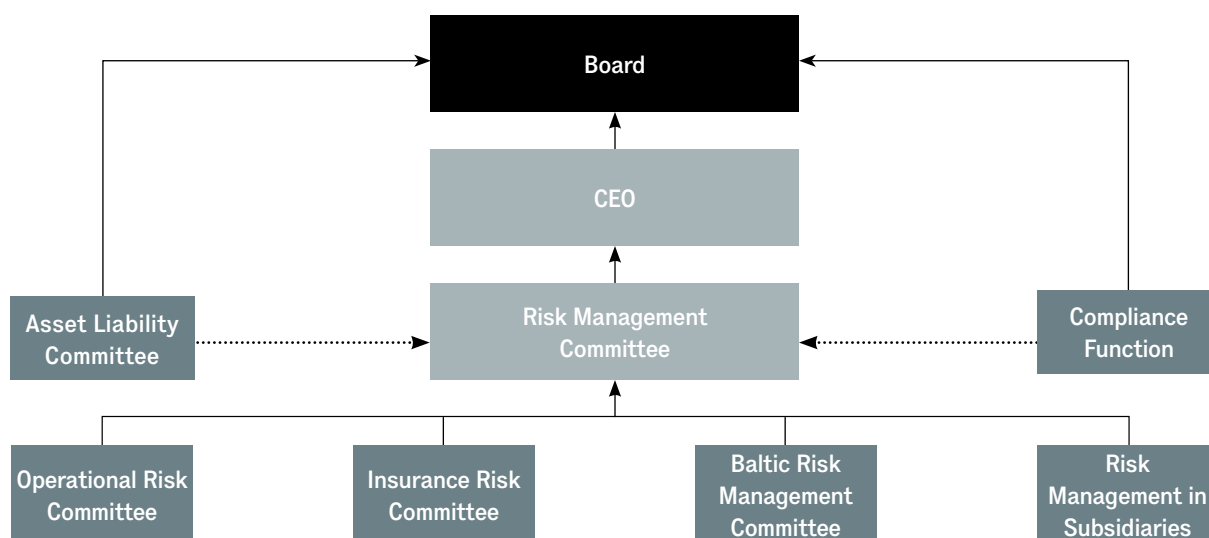 Board
CEO
Asset Liability
Committee
Risk Management
Committee
Compliance
Function
Operational Risk
Committee
Insurance Risk
Committee
Baltic Risk
Management
Committee
Risk
Management in
Subsidiaries